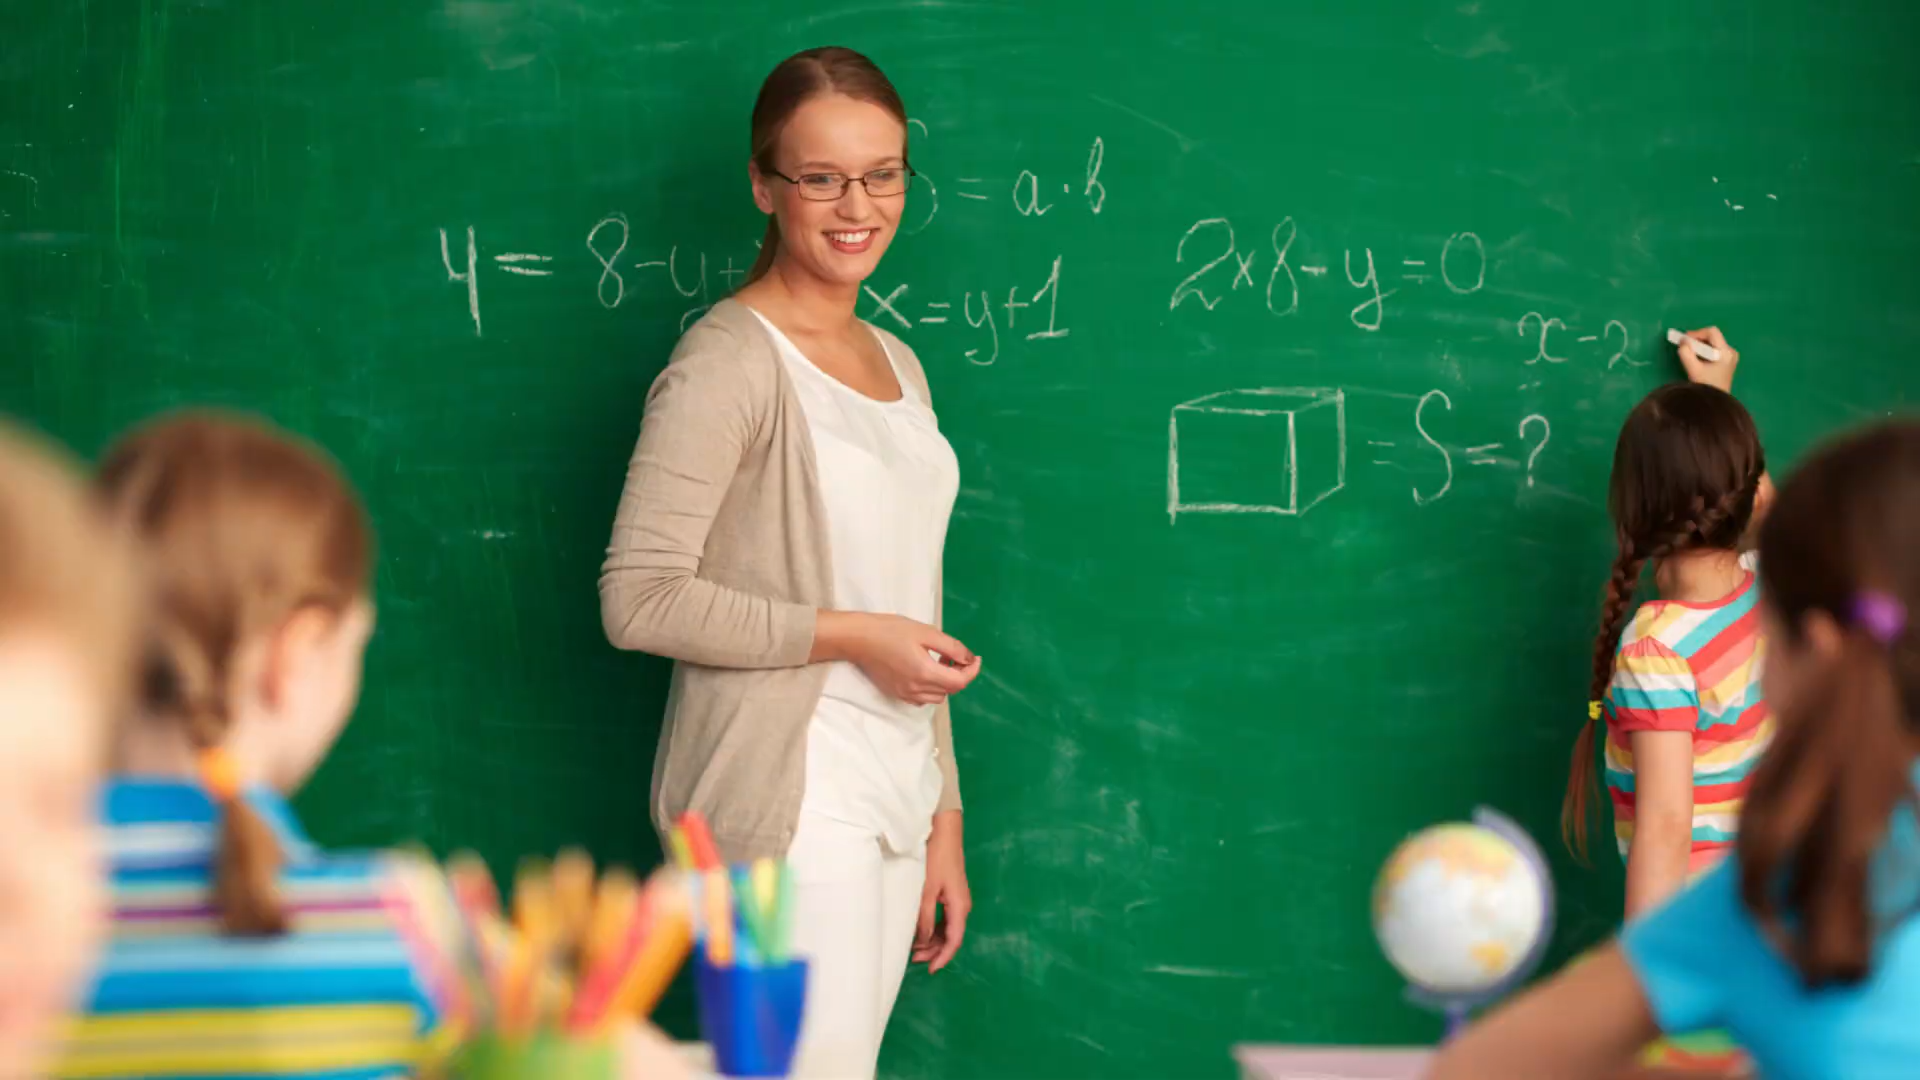 S = a·b
4 = 8-y+
x = y+1
2x8-y=0
x-2
=S=?